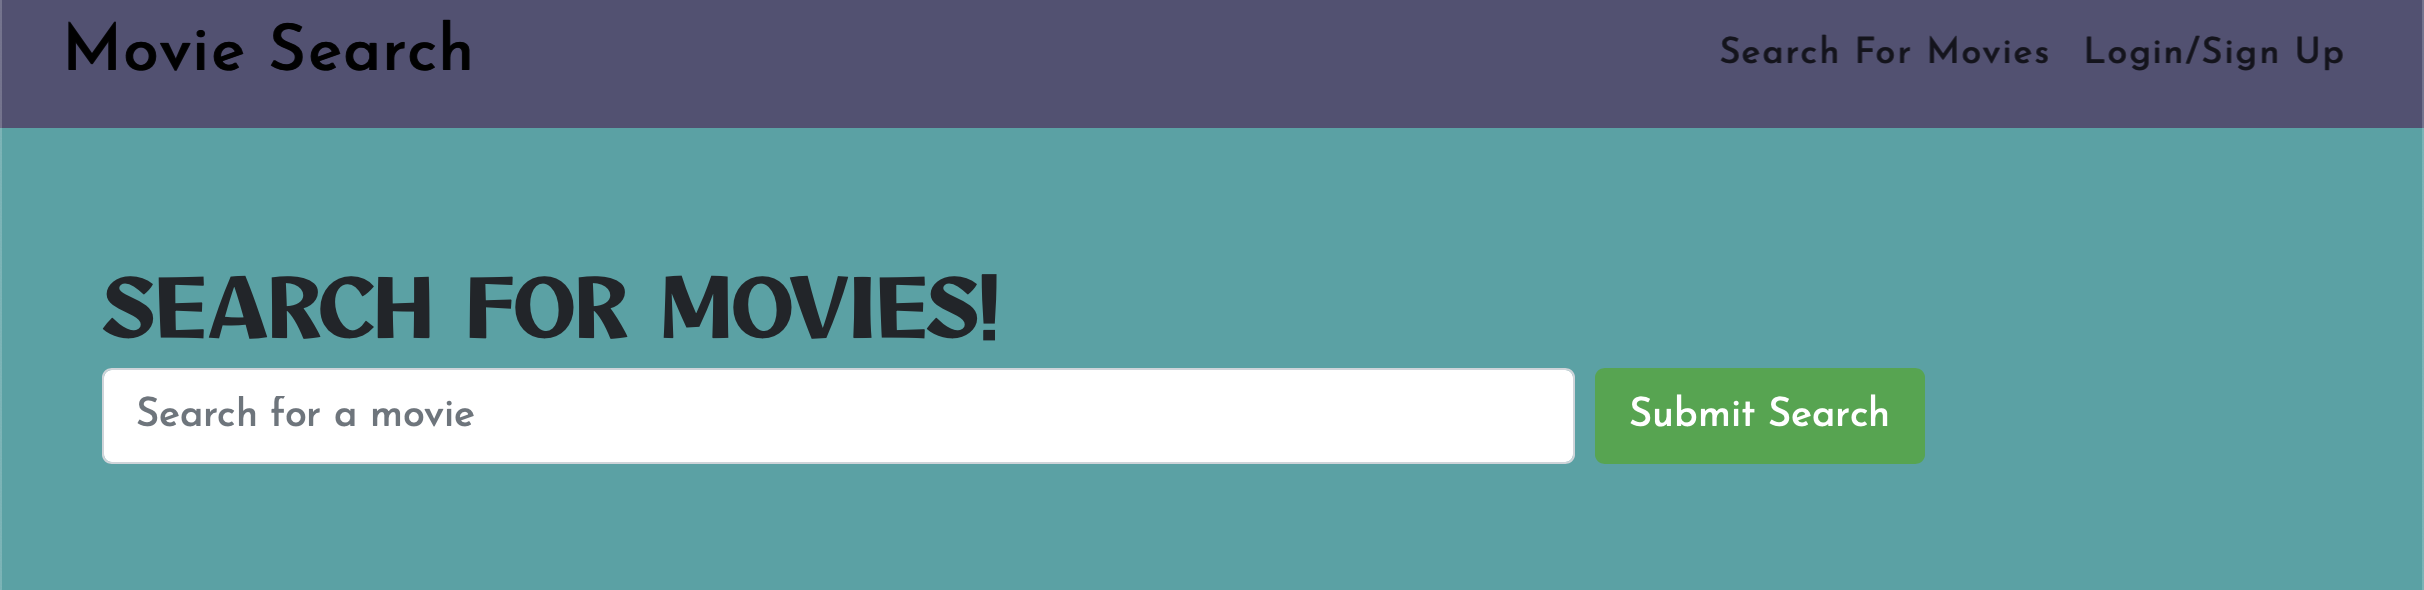 Movie Search
Search For Movies Login/Sign Up
SEARCH FOR MOVIES!
Search for a movie
Submit Search